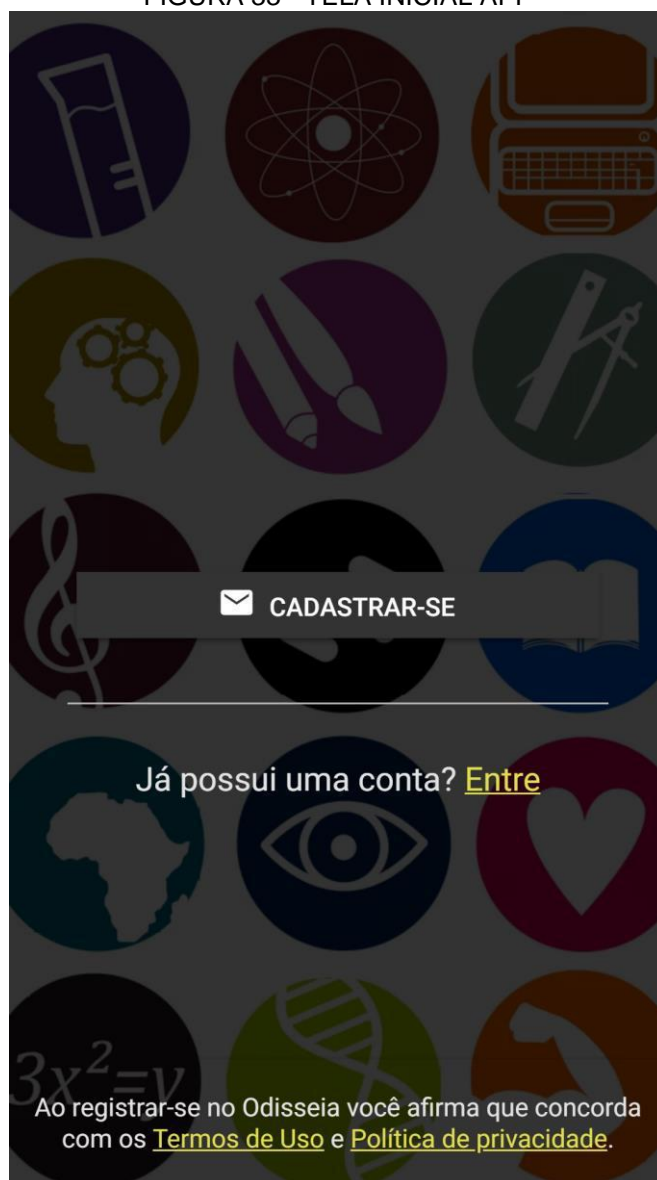 CADASTRAR-SE
Já possui uma conta? Entre
3x²=y
Ao registrar-se no Odisseia você afirma que concorda
com os Termos de Uso e Política de privacidade.